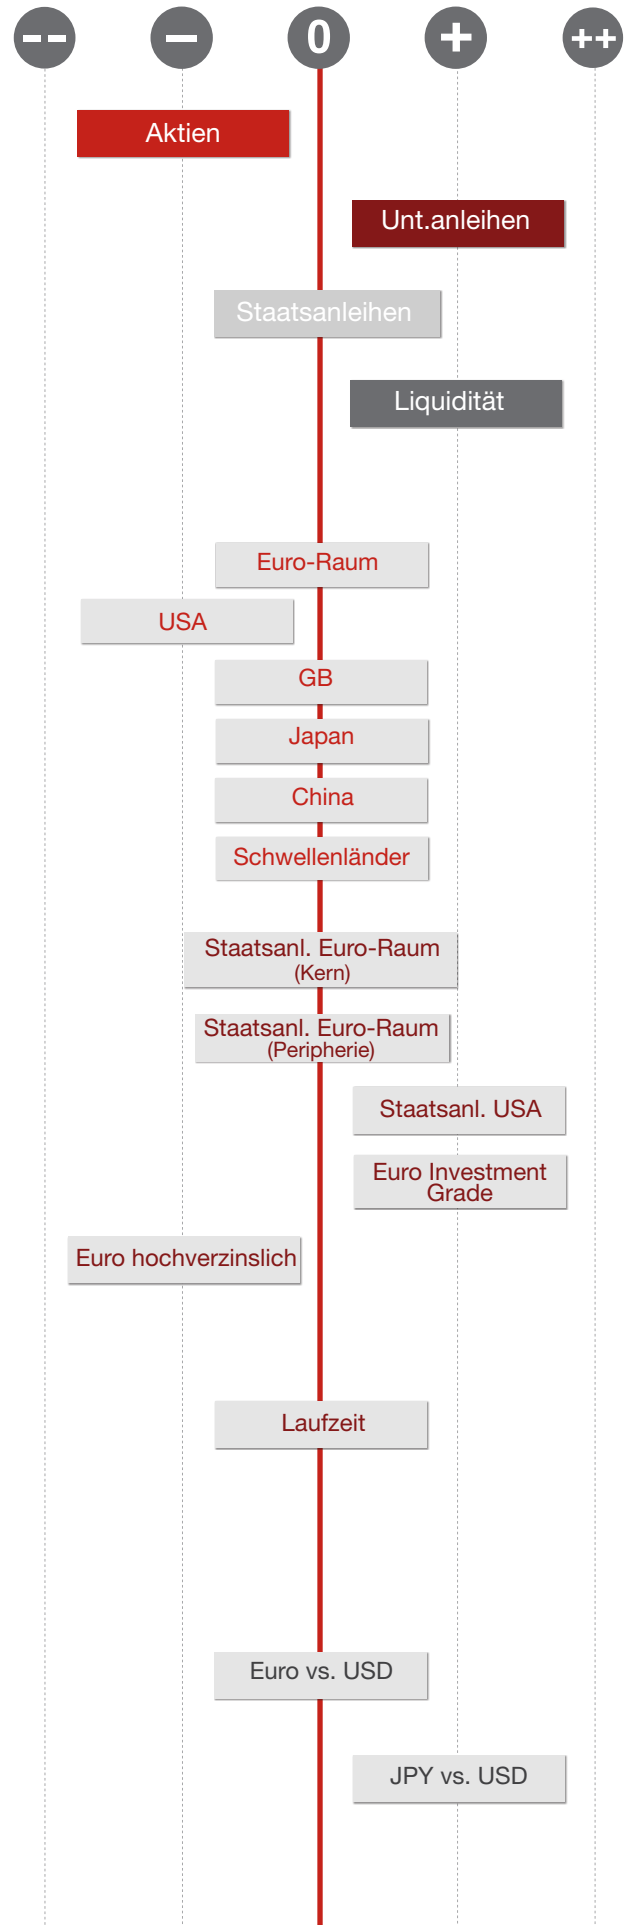 -- - 0 + ++
Aktien
Unt.anleihen
Staatsanleihen
Liquidität
Euro-Raum
USA
GB
Japan
China
Schwellenländer
Staatsanl. Euro-Raum
(Kern)
Staatsanl. Euro-Raum
(Peripherie)
Staatsanl. USA
Euro Investment
Grade
Euro hochverzinslich
Laufzeit
Euro vs. USD
JPY vs. USD